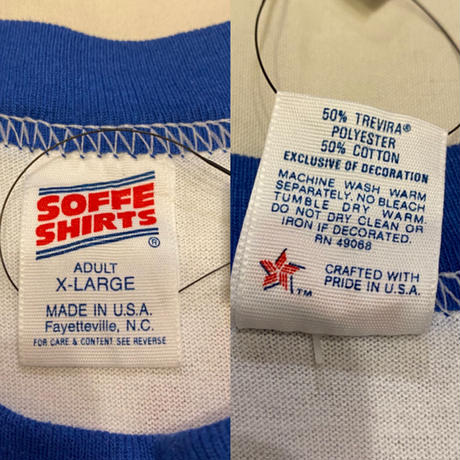 SOFFE
SHIRTS
®
ADULT
X-LARGE
MADE IN U.S.A.
Fayetteville, N.C.
FOR CARE & CONTENT SEE REVERSE
50% TREVIRA®
POLYESTER
50% COTTON
EXCLUSIVE OF DECORATION
MACHINE WASH WARM
SEPARATELY, NO BLEACH
TUMBLE DRY WARM.
DO NOT DRY CLEAN OR
IRON IF DECORATED.
RN 49068
CRAFTED WITH
PRIDE IN U.S.A.
TM